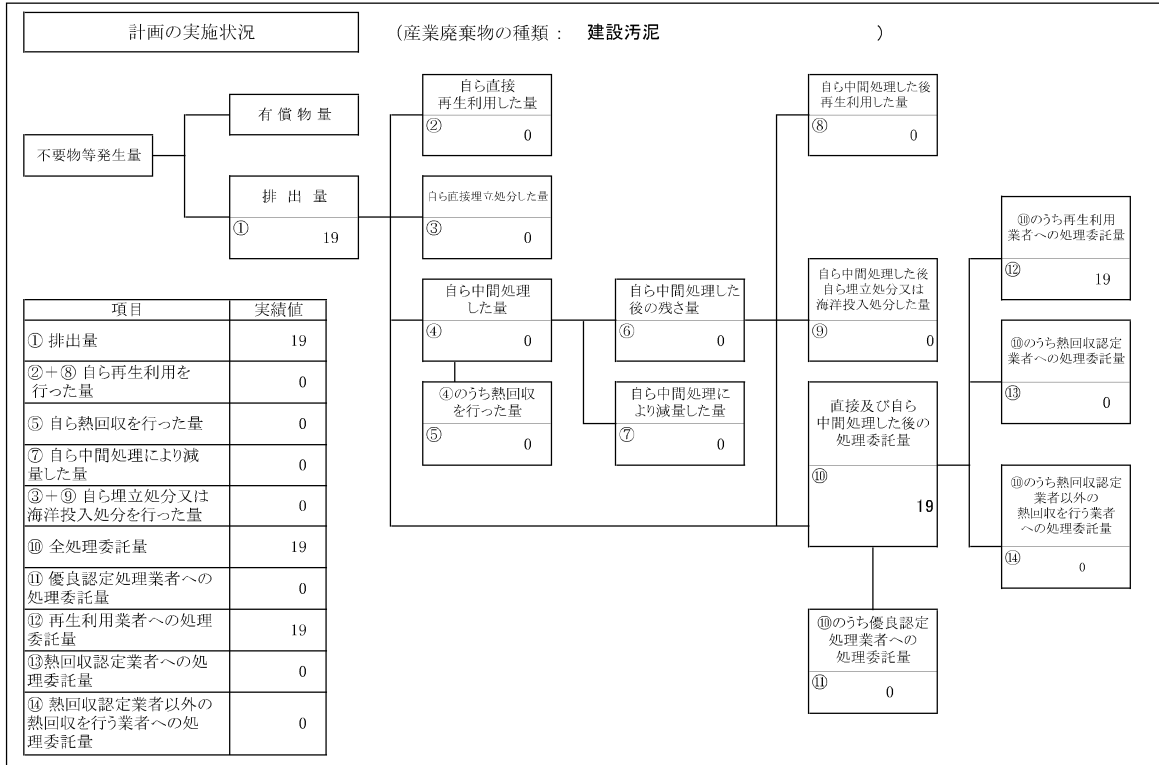 計画の実施状況
(産業廃棄物の種類： 建設汚泥 )
不要物等発生量
有償物量
排出量
① 19
自ら直接
再生利用した量
② 0
自ら直接埋立処分した量
③ 0
自ら中間処理
した量
④ 0
④のうち熱回収
を行った量
⑤ 0
自ら中間処理した
後の残さ量
⑥ 0
自ら中間処理に
より減量した量
⑦ 0
自ら中間処理した後
再生利用した量
⑧ 0
自ら中間処理した後
自ら埋立処分又は
海洋投入処分した量
⑨ 0
直接及び自ら
中間処理した後の
処理委託量
⑩
19
⑩のうち優良認定
処理業者への
処理委託量
⑪ 0
⑩のうち再生利用
業者への処理委託量
⑫ 19
⑩のうち熱回収認定
業者への処理委託量
⑬ 0
⑩のうち熱回収認定
業者以外の
熱回収を行う業者
への処理委託量
⑭ 0
項目 実績値
① 排出量 19
②＋⑧ 自ら再生利用を
行った量 0
⑤ 自ら熱回収を行った量 0
⑦ 自ら中間処理により減
量した量 0
③＋⑨ 自ら埋立処分又は
海洋投入処分を行った量 0
⑩ 全処理委託量 19
⑪ 優良認定処理業者への
処理委託量 0
⑫ 再生利用業者への処理
委託量 19
⑬熱回収認定業者への処
理委託量 0
⑭ 熱回収認定業者以外の
熱回収を行う業者への処
理委託量 0